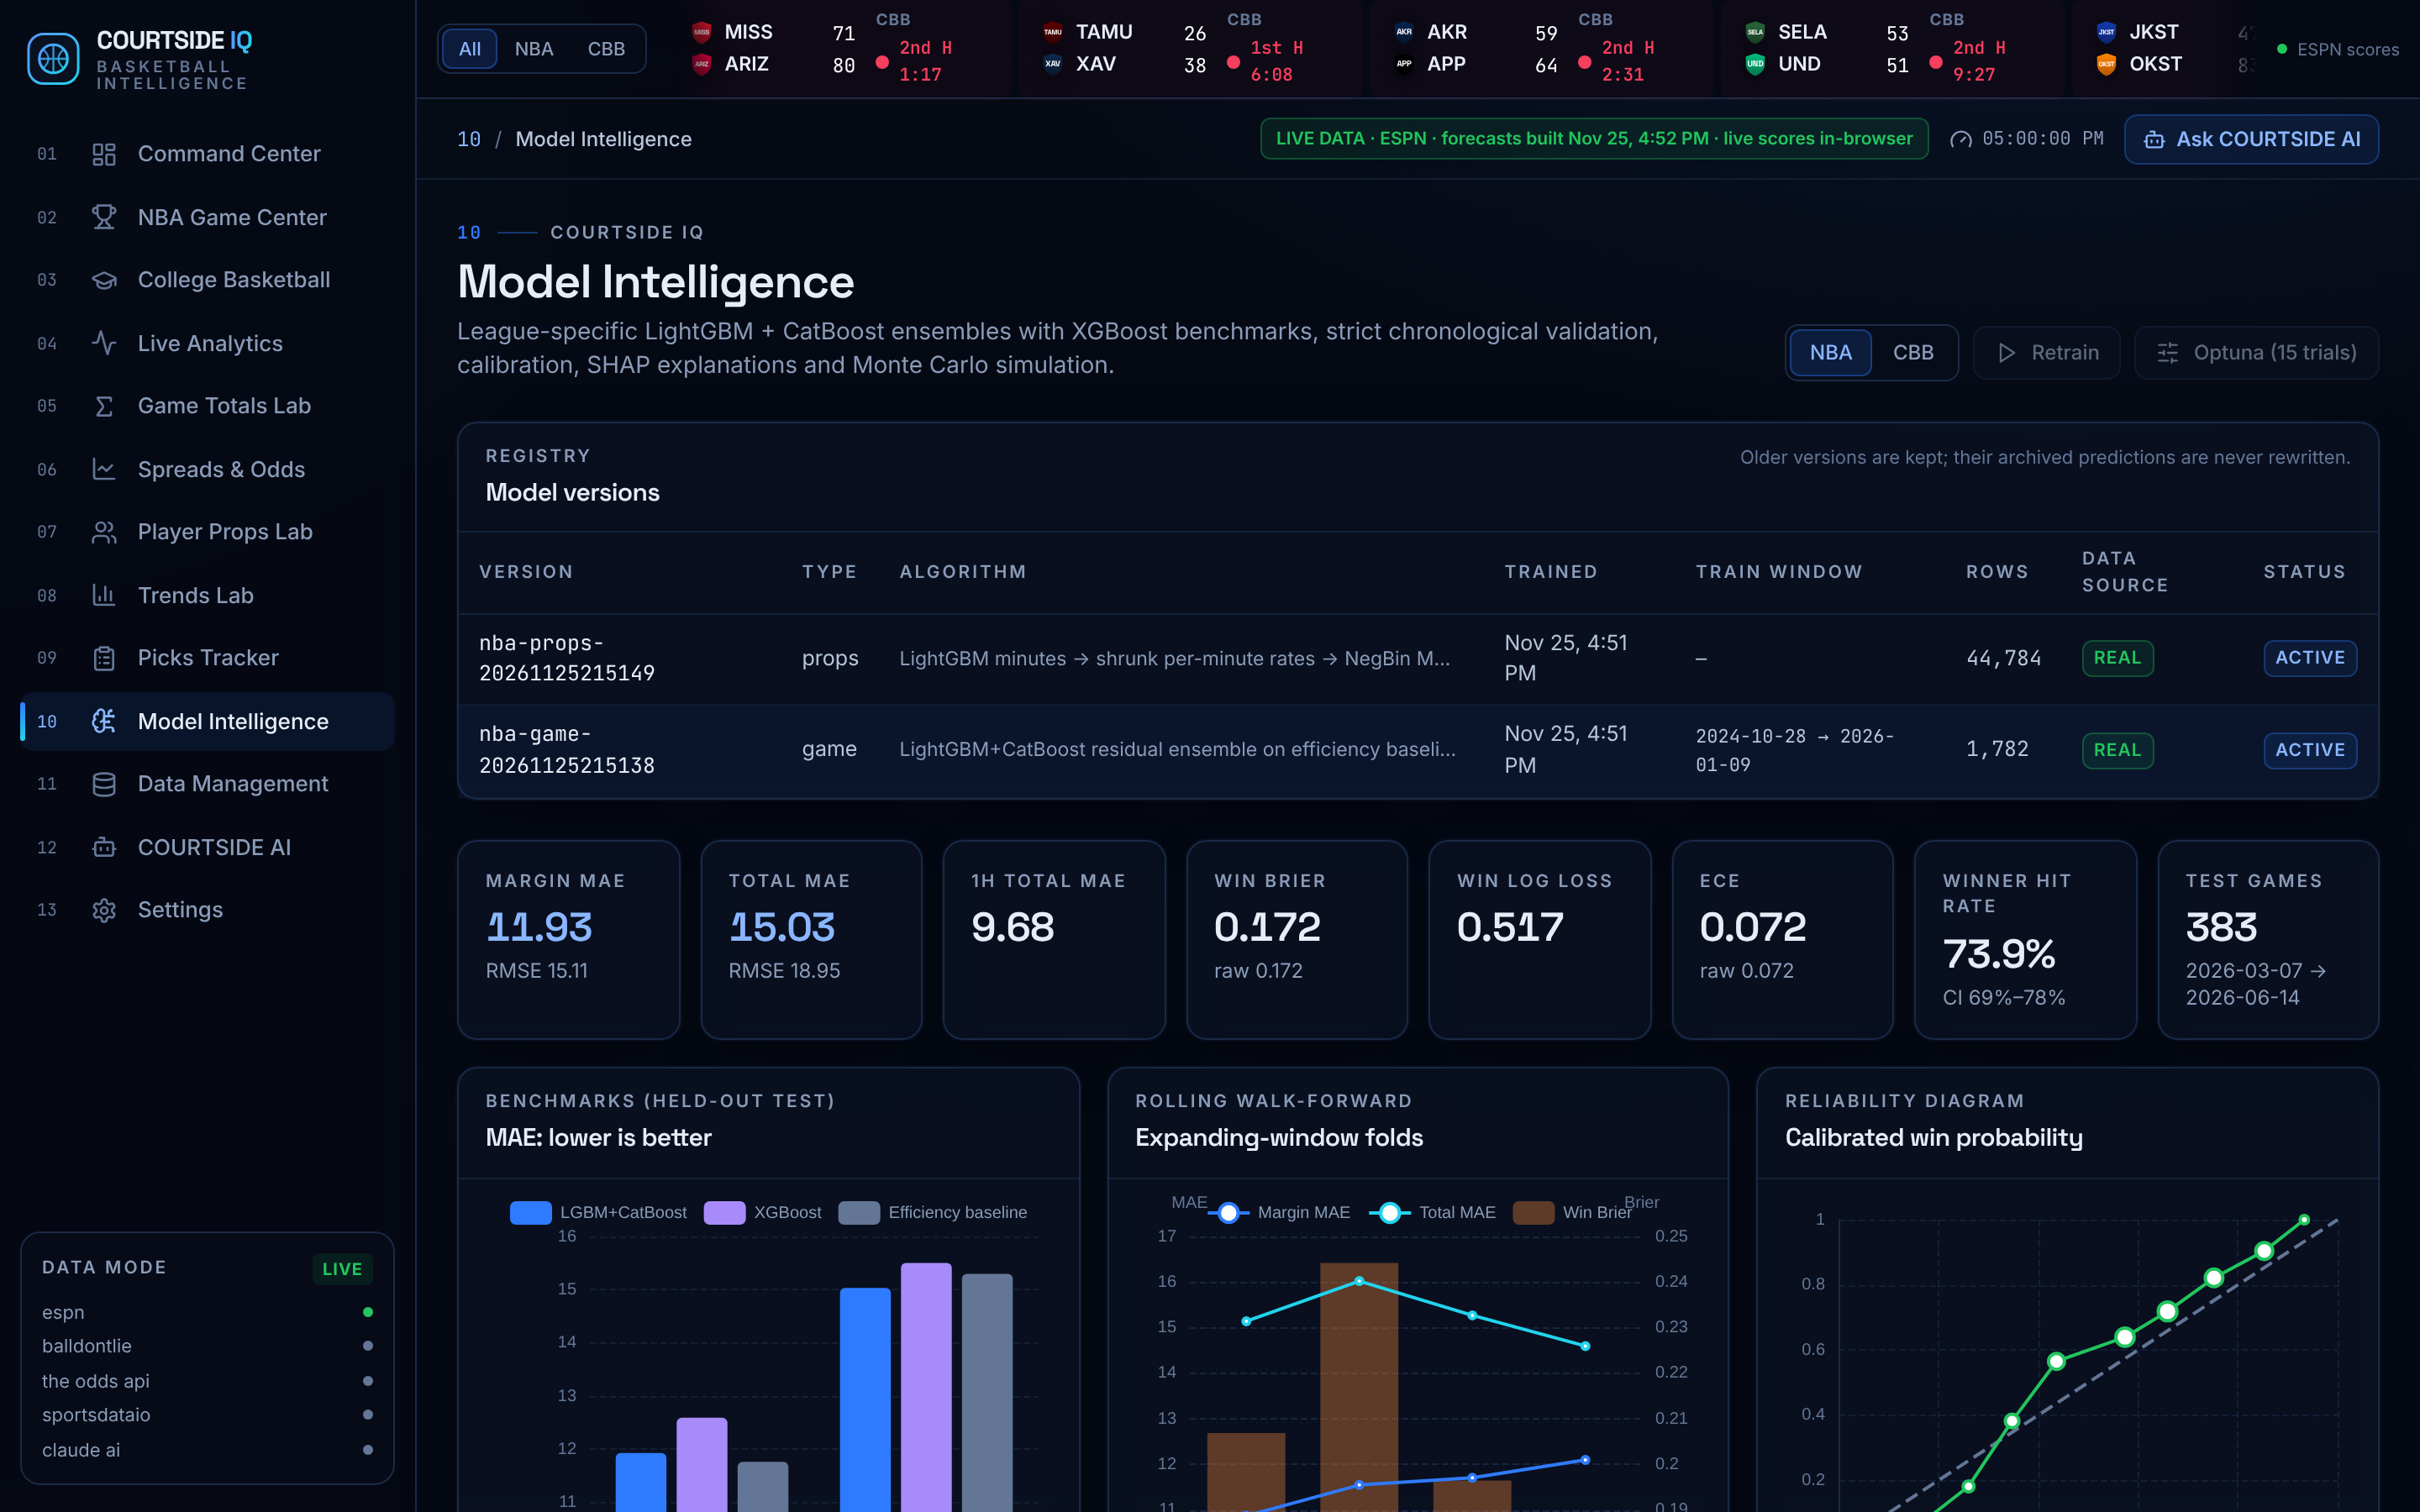 COURTSIDE IQ
BASKETBALL
INTELLIGENCE
01 Command Center
02 NBA Game Center
03 College Basketball
04 Live Analytics
05 Game Totals Lab
06 Spreads & Odds
07 Player Props Lab
08 Trends Lab
09 Picks Tracker
10 Model Intelligence
11 Data Management
12 COURTSIDE AI
13 Settings
DATA MODE LIVE
espn
balldontlie
the odds api
sportsdataio
claude ai
All NBA CBB
MISS MISS 71 CBB
ARIZ ARIZ 80 2nd H 1:17
TAMU TAMU 26 CBB
XAV XAV 38 1st H 6:08
AKR AKR 59 CBB
APP APP 64 2nd H 2:31
SELA SELA 53 CBB
UND UND 51 2nd H 9:27
JKST JKST
OKST OKST
ESPN scores
10 / Model Intelligence
LIVE DATA · ESPN · forecasts built Nov 25, 4:52 PM · live scores in-browser
05:00:00 PM
Ask COURTSIDE AI
10 COURTSIDE IQ
Model Intelligence
League-specific LightGBM + CatBoost ensembles with XGBoost benchmarks, strict chronological validation,
calibration, SHAP explanations and Monte Carlo simulation.
NBA CBB Retrain Optuna (15 trials)
REGISTRY
Model versions
Older versions are kept; their archived predictions are never rewritten.
VERSION TYPE ALGORITHM TRAINED TRAIN WINDOW ROWS DATA SOURCE STATUS
nba-props-
20261125215149
props
LightGBM minutes → shrunk per-minute rates → NegBin M...
Nov 25, 4:51
PM
–
44,784
REAL
ACTIVE
nba-game-
20261125215138
game
LightGBM+CatBoost residual ensemble on efficiency baseli...
Nov 25, 4:51
PM
2024-10-28 → 2026-
01-09
1,782
REAL
ACTIVE
MARGIN MAE
11.93
RMSE 15.11
TOTAL MAE
15.03
RMSE 18.95
1H TOTAL MAE
9.68
WIN BRIER
0.172
raw 0.172
WIN LOG LOSS
0.517
ECE
0.072
raw 0.072
WINNER HIT
RATE
73.9%
CI 69%–78%
TEST GAMES
383
2026-03-07 →
2026-06-14
BENCHMARKS (HELD-OUT TEST)
MAE: lower is better
LGBM+CatBoost XGBoost Efficiency baseline
16
15
14
13
12
11
ROLLING WALK-FORWARD
Expanding-window folds
MAE Margin MAE Total MAE Win Brier Brier
17 0.25
16 0.24
15 0.23
14 0.22
13 0.21
12 0.2
11 0.19
RELIABILITY DIAGRAM
Calibrated win probability
1
0.8
0.6
0.4
0.2